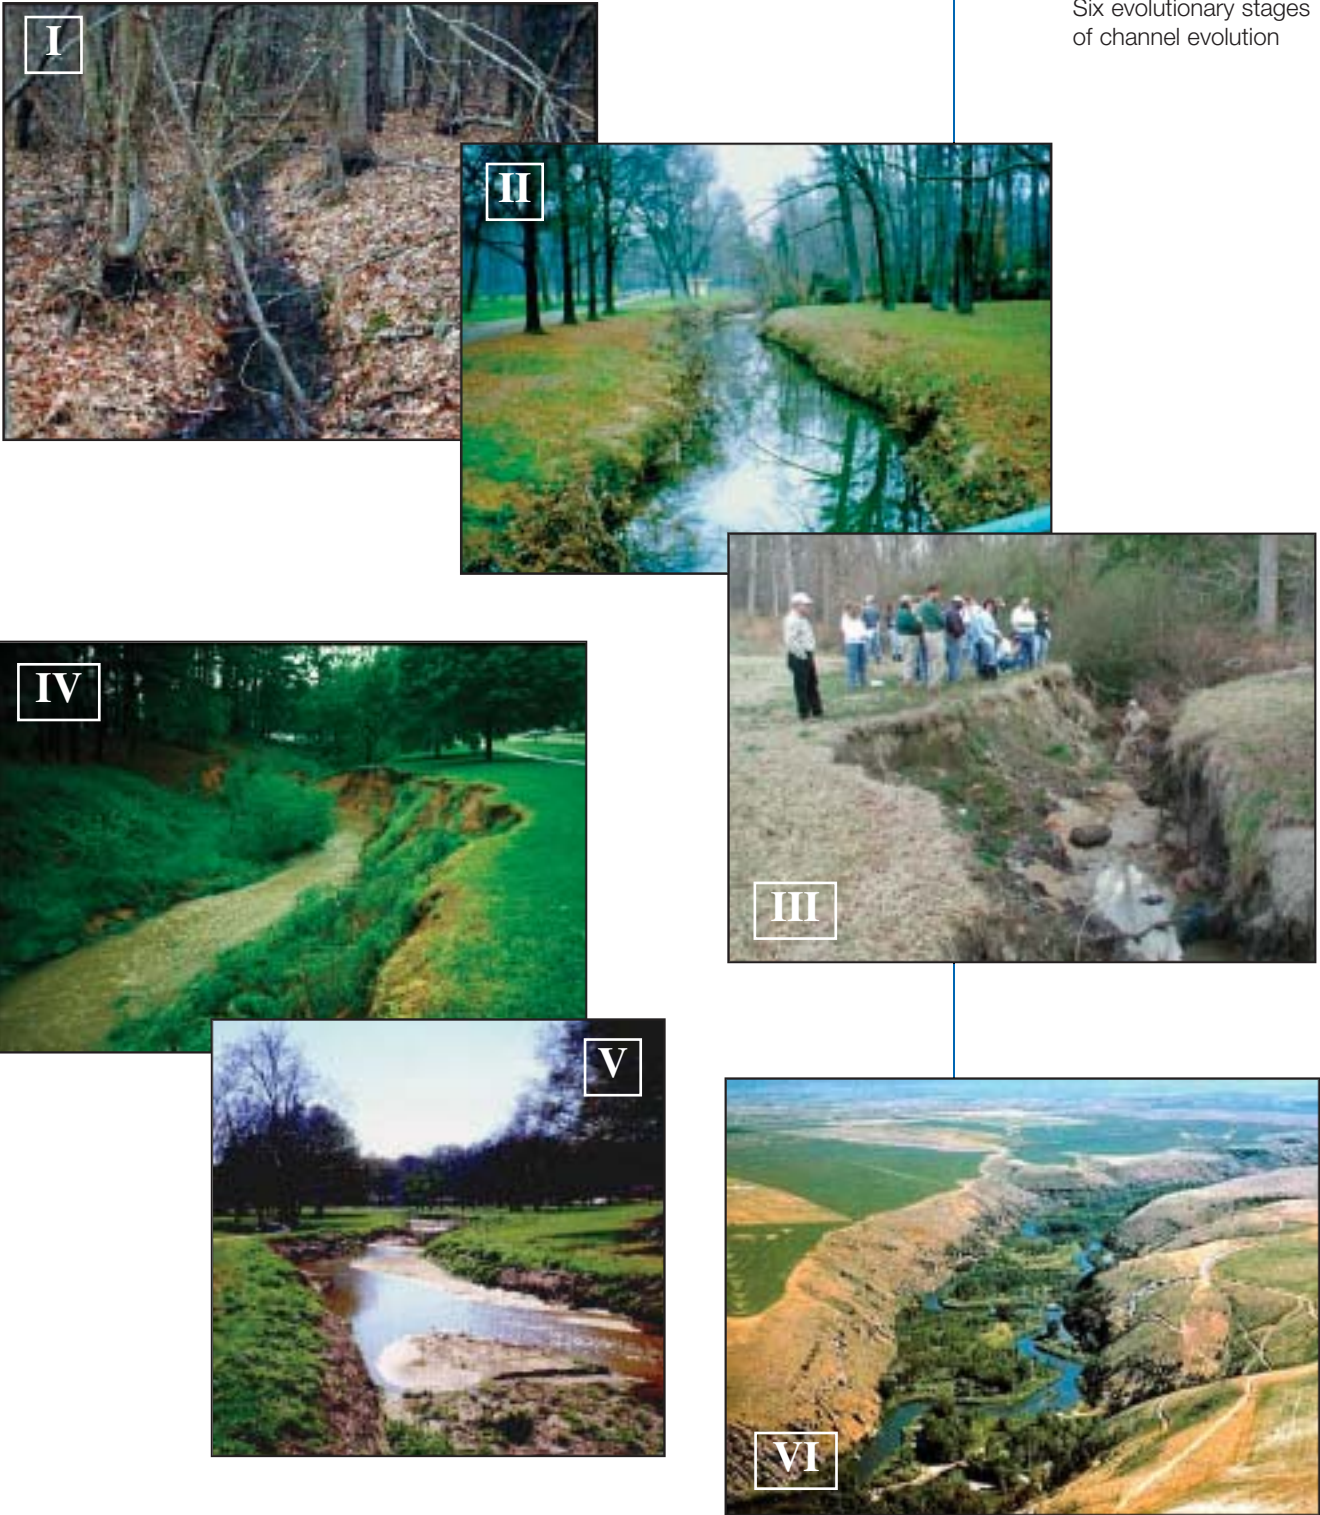 Six evolutionary stages
of channel evolution
I
II
III
IV
V
VI